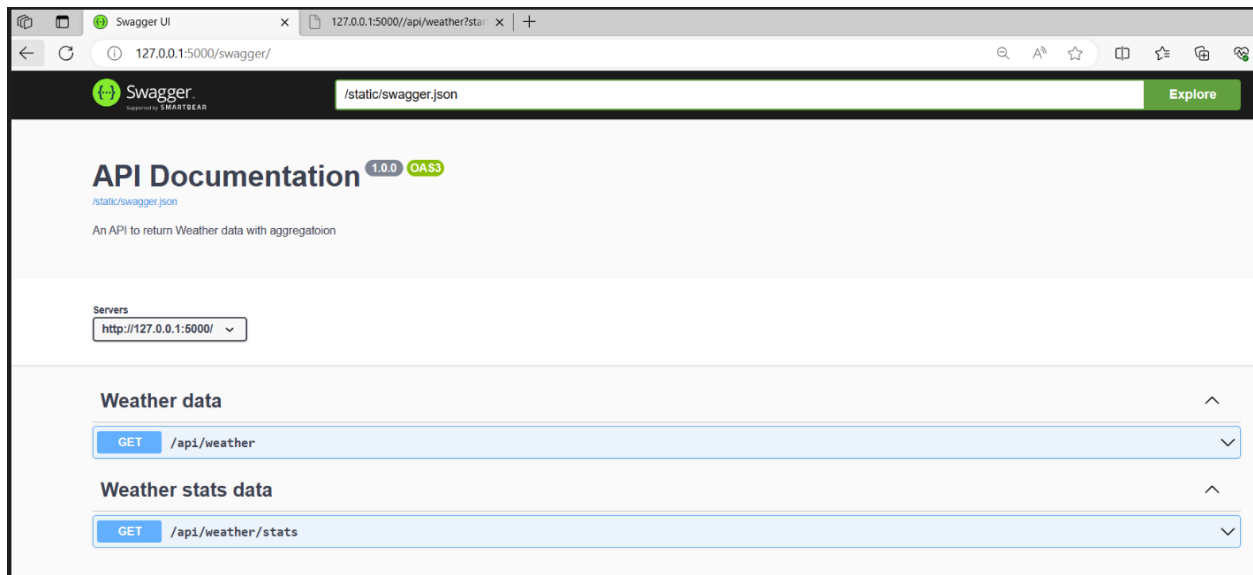 Swagger UI
127.0.0.1:5000//api/weather?star
127.0.0.1:5000/swagger/
Swagger.
Supported by SMARTBEAR
/static/swagger.json
Explore
API Documentation 1.0.0 OAS3
/static/swagger.json
An API to return Weather data with aggregatoion
Servers
http://127.0.0.1:5000/
Weather data
GET /api/weather
Weather stats data
GET /api/weather/stats